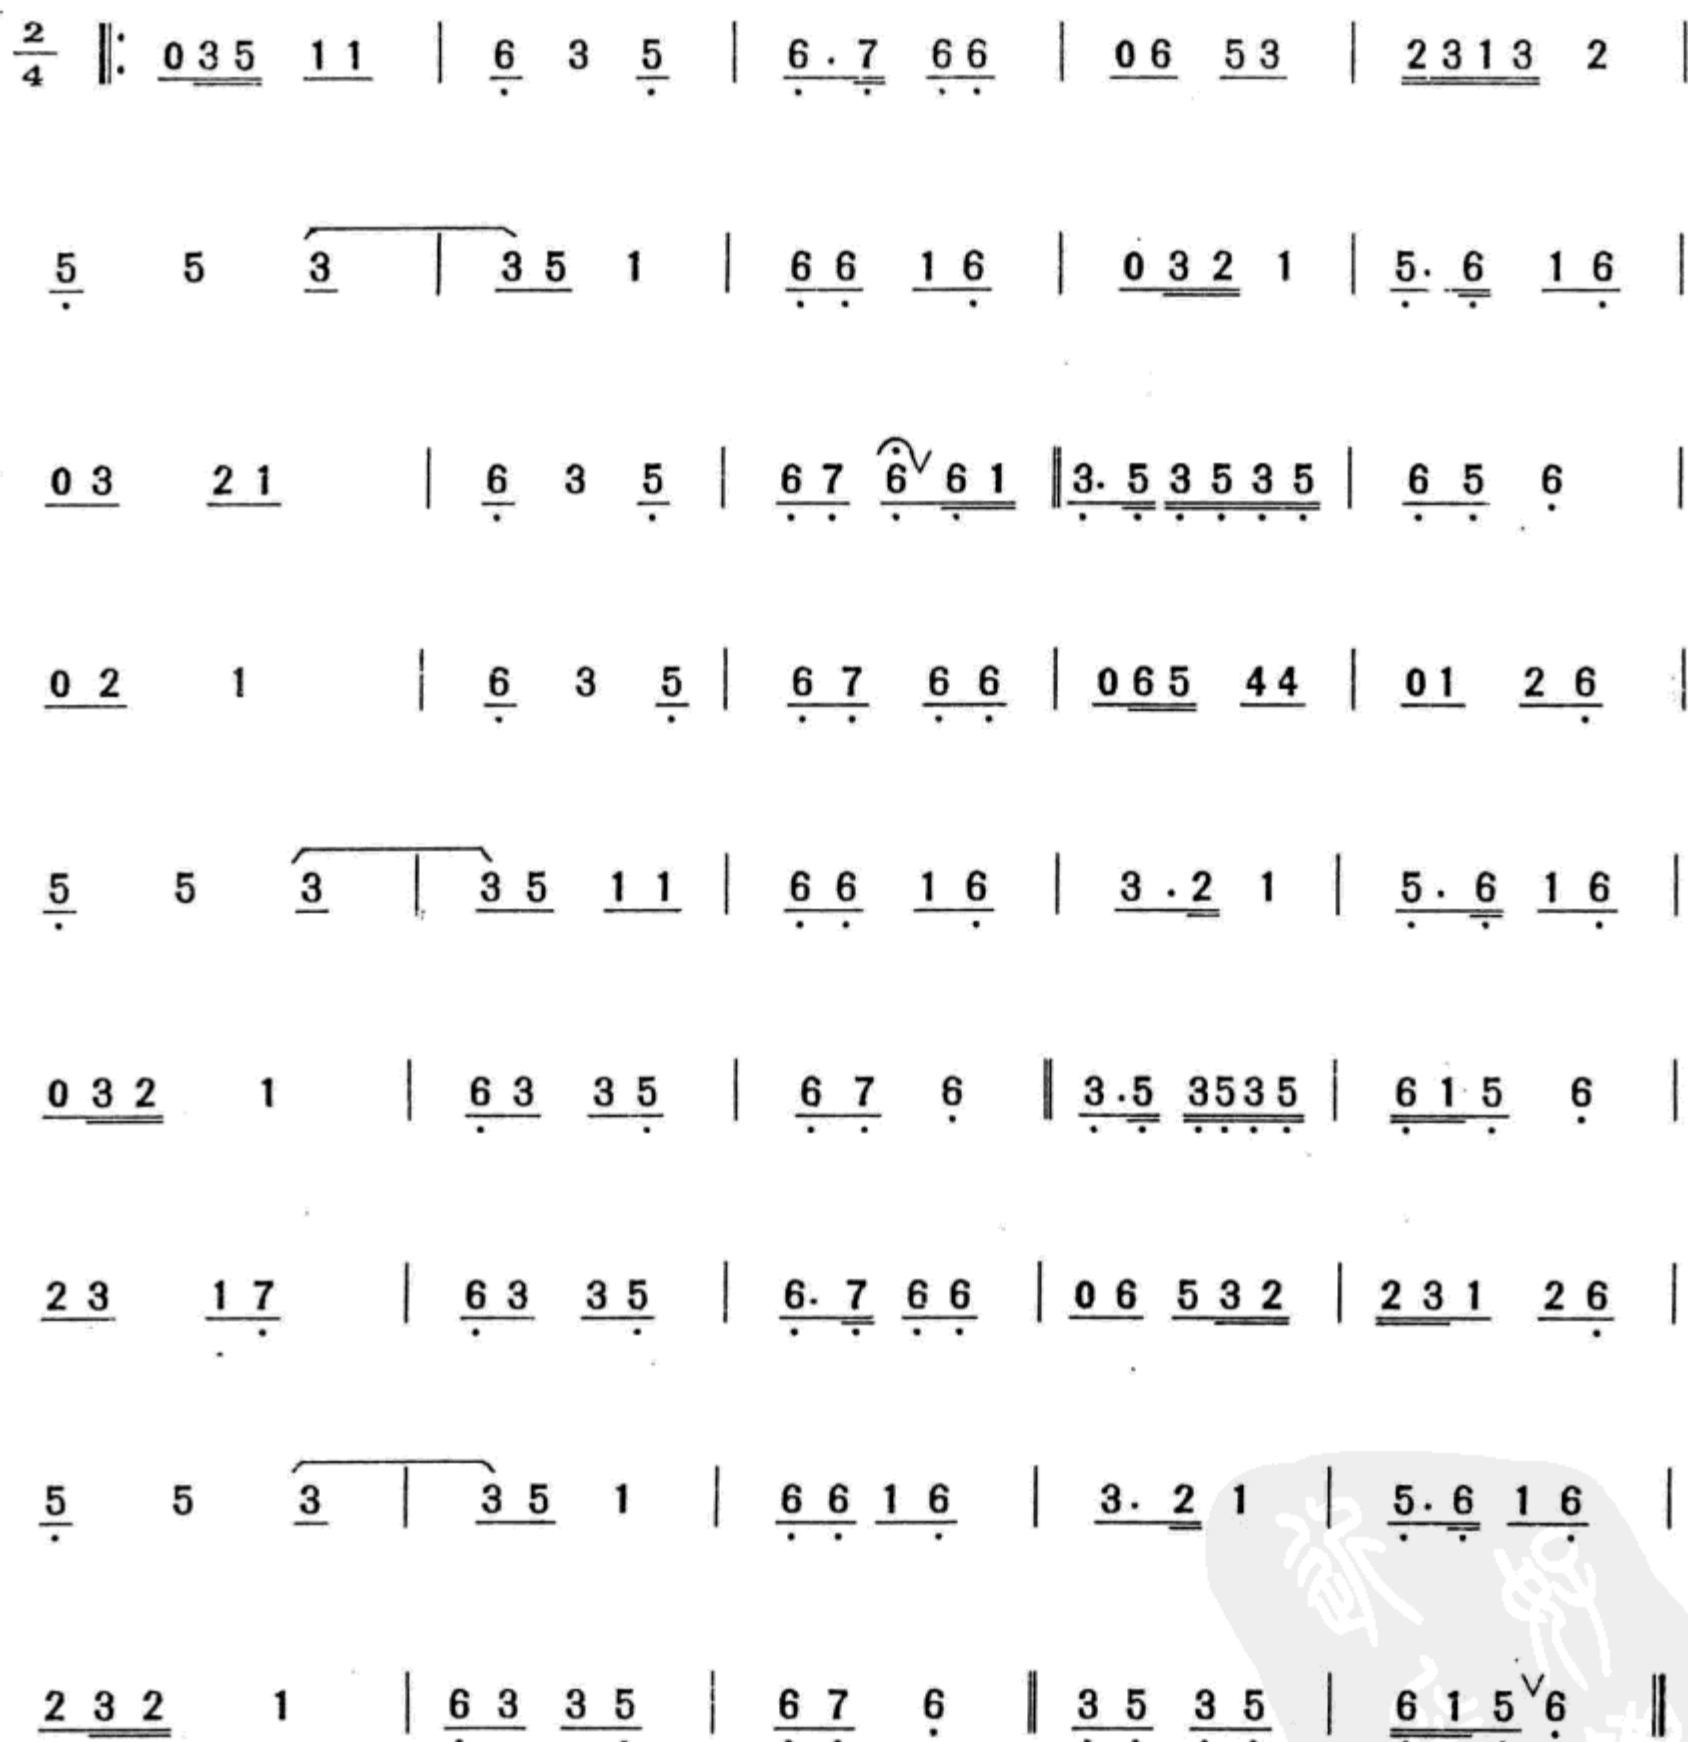 2/4 ‖: 0 3 5 1 1 | 6̣ 3 5̣ | 6̣ . 7̣ 6̣ 6̣ | 0 6 5 3 | 2 3 1 3 2 |
5̣ 5 3 | 3 5 1 | 6̣ 6̣ 1 6̣ | 0 3 2 1 | 5̣ . 6̣ 1 6̣ |
0 3 2 1 | 6̣ 3 5̣ | 6̣ 7̣ 6̣ ∨ 6̣ 1 ‖ 3̣ . 5̣ 3̣ 5̣ 3̣ 5̣ | 6̣ 5̣ 6̣ |
0 2 1 | 6̣ 3 5̣ | 6̣ 7̣ 6̣ 6̣ | 0 6 5 4 4 | 0 1 2 6̣ |
5̣ 5 3 | 3 5 1 1 | 6̣ 6̣ 1 6̣ | 3 . 2 1 | 5̣ . 6̣ 1 6̣ |
0 3 2 1 | 6̣ 3 3 5̣ | 6̣ 7̣ 6̣ ‖ 3̣ . 5̣ 3̣ 5̣ 3̣ 5̣ | 6̣ 1 5̣ 6̣ |
2 3 1 7̣ | 6̣ 3 3 5̣ | 6̣ . 7̣ 6̣ 6̣ | 0 6 5 3 2 | 2 3 1 2 6̣ |
5̣ 5 3 | 3 5 1 | 6̣ 6̣ 1 6̣ | 3 . 2 1 | 5̣ . 6̣ 1 6̣ |
2 3 2 1 | 6̣ 3 3 5̣ | 6̣ 7̣ 6̣ ‖ 3̣ 5̣ 3̣ 5̣ | 6̣ 1 5̣ ∨ 6̣ ‖